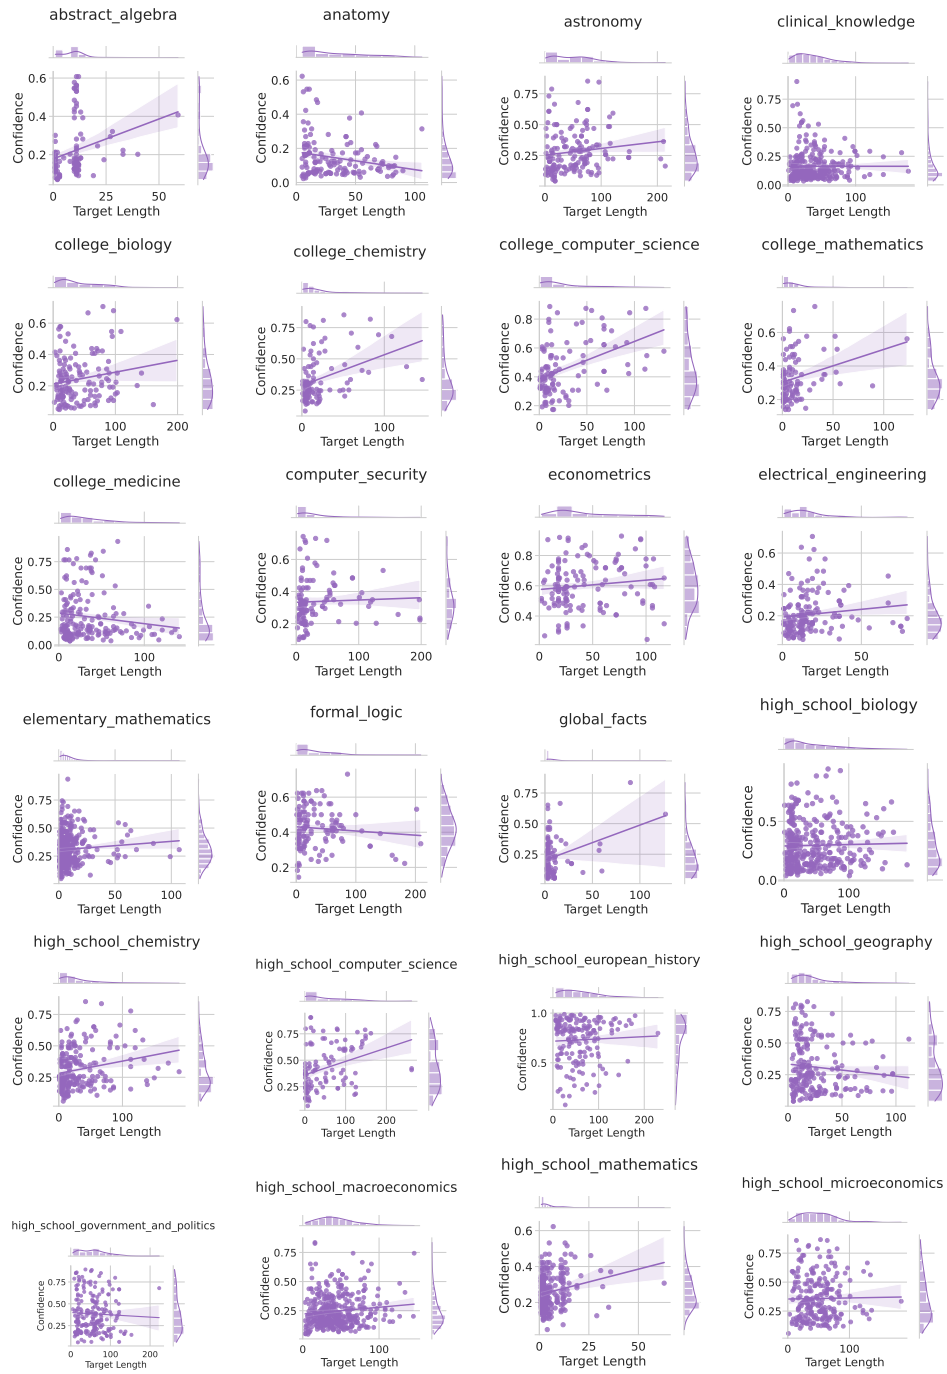 abstract_algebra
anatomy
astronomy
clinical_knowledge
Confidence
0.6
0.4
0.2
0
25
50
Target Length
Confidence
0.6
0.4
0.2
0.0
0
50
100
Target Length
Confidence
0.75
0.50
0.25
0
100
200
Target Length
Confidence
0.75
0.50
0.25
0.00
0
100
Target Length
college_biology
college_chemistry
college_computer_science
college_mathematics
Confidence
0.6
0.4
0.2
0
100
200
Target Length
Confidence
0.75
0.50
0.25
0
100
Target Length
Confidence
0.8
0.6
0.4
0.2
0
50
100
Target Length
Confidence
0.6
0.4
0.2
0
50
100
Target Length
college_medicine
computer_security
econometrics
electrical_engineering
Confidence
0.75
0.50
0.25
0.00
0
100
Target Length
Confidence
0.6
0.4
0.2
0
100
200
Target Length
Confidence
0.8
0.6
0.4
0
50
100
Target Length
Confidence
0.6
0.4
0.2
0
50
Target Length
elementary_mathematics
formal_logic
global_facts
high_school_biology
Confidence
0.75
0.50
0.25
0
50
100
Target Length
Confidence
0.6
0.4
0.2
0
100
200
Target Length
Confidence
0.75
0.50
0.25
0
50
100
Target Length
Confidence
0.5
0.0
0
100
Target Length
high_school_chemistry
high_school_computer_science
high_school_european_history
high_school_geography
Confidence
0.75
0.50
0.25
0
100
Target Length
Confidence
0.75
0.50
0.25
0
100
200
Target Length
Confidence
1.0
0.5
0
100
200
Target Length
Confidence
0.75
0.50
0.25
0
50
100
Target Length
high_school_government_and_politics
high_school_macroeconomics
high_school_mathematics
high_school_microeconomics
Confidence
0.75
0.50
0.25
0
100
200
Target Length
Confidence
0.75
0.50
0.25
0.00
0
100
Target Length
Confidence
0.6
0.4
0.2
0
50
Target Length
Confidence
0.75
0.50
0.25
0
100
Target Length